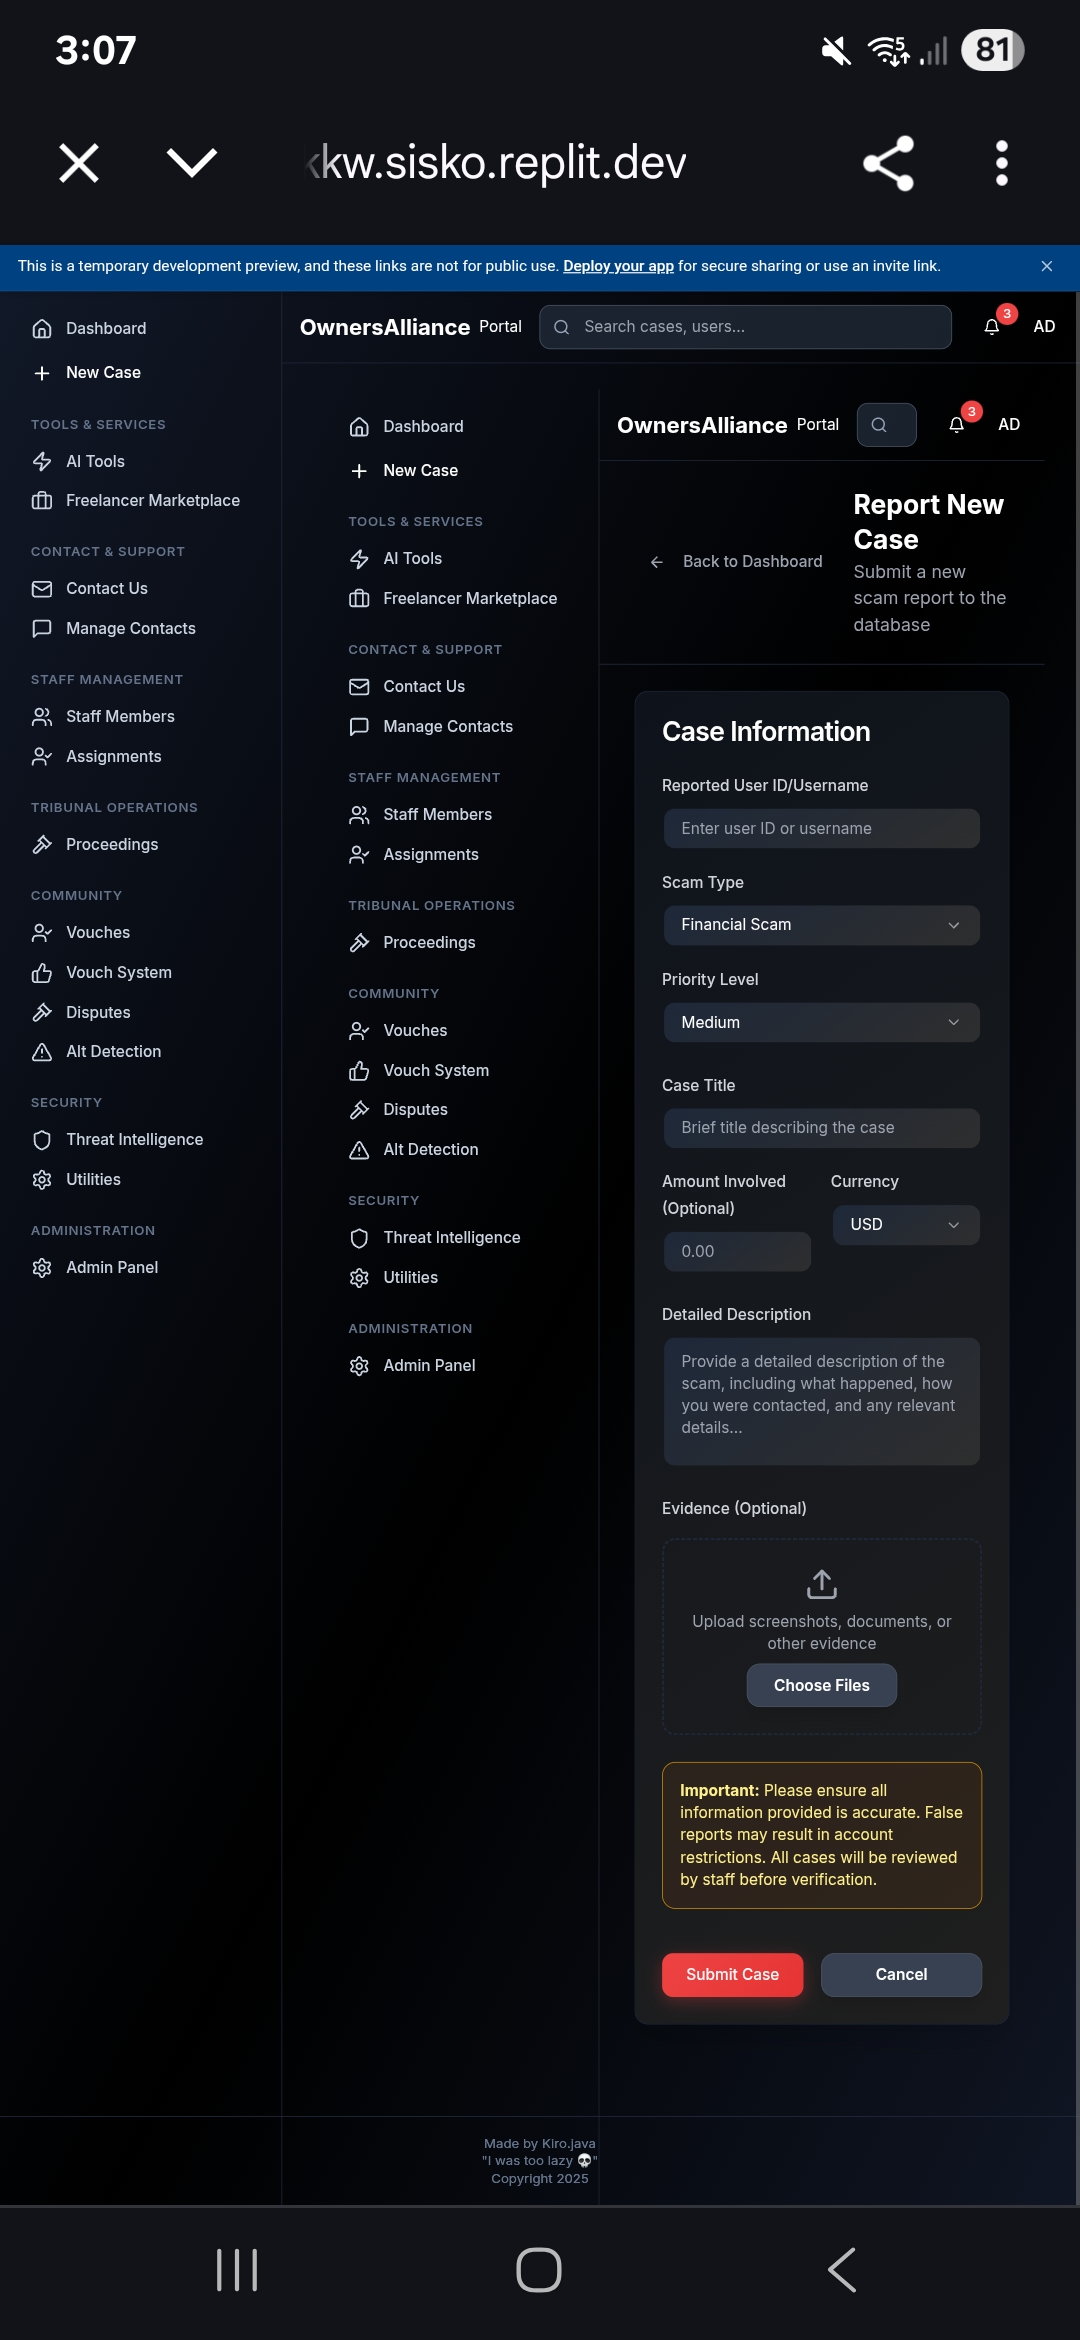 3:07
5
81
kkw.sisko.replit.dev
This is a temporary development preview, and these links are not for public use. Deploy your app for secure sharing or use an invite link.
Dashboard
New Case
TOOLS & SERVICES
AI Tools
Freelancer Marketplace
CONTACT & SUPPORT
Contact Us
Manage Contacts
STAFF MANAGEMENT
Staff Members
Assignments
TRIBUNAL OPERATIONS
Proceedings
COMMUNITY
Vouches
Vouch System
Disputes
Alt Detection
SECURITY
Threat Intelligence
Utilities
ADMINISTRATION
Admin Panel
OwnersAlliance Portal
Search cases, users...
3
AD
Dashboard
New Case
TOOLS & SERVICES
AI Tools
Freelancer Marketplace
CONTACT & SUPPORT
Contact Us
Manage Contacts
STAFF MANAGEMENT
Staff Members
Assignments
TRIBUNAL OPERATIONS
Proceedings
COMMUNITY
Vouches
Vouch System
Disputes
Alt Detection
SECURITY
Threat Intelligence
Utilities
ADMINISTRATION
Admin Panel
OwnersAlliance Portal
3
AD
Back to Dashboard
Report New
Case
Submit a new
scam report to the
database
Case Information
Reported User ID/Username
Enter user ID or username
Scam Type
Financial Scam
Priority Level
Medium
Case Title
Brief title describing the case
Amount Involved
(Optional)
0.00
Currency
USD
Detailed Description
Provide a detailed description of the
scam, including what happened, how
you were contacted, and any relevant
details...
Evidence (Optional)
Upload screenshots, documents, or
other evidence
Choose Files
Important: Please ensure all
information provided is accurate. False
reports may result in account
restrictions. All cases will be reviewed
by staff before verification.
Submit Case
Cancel
Made by Kiro.java
"I was too lazy 💀"
Copyright 2025